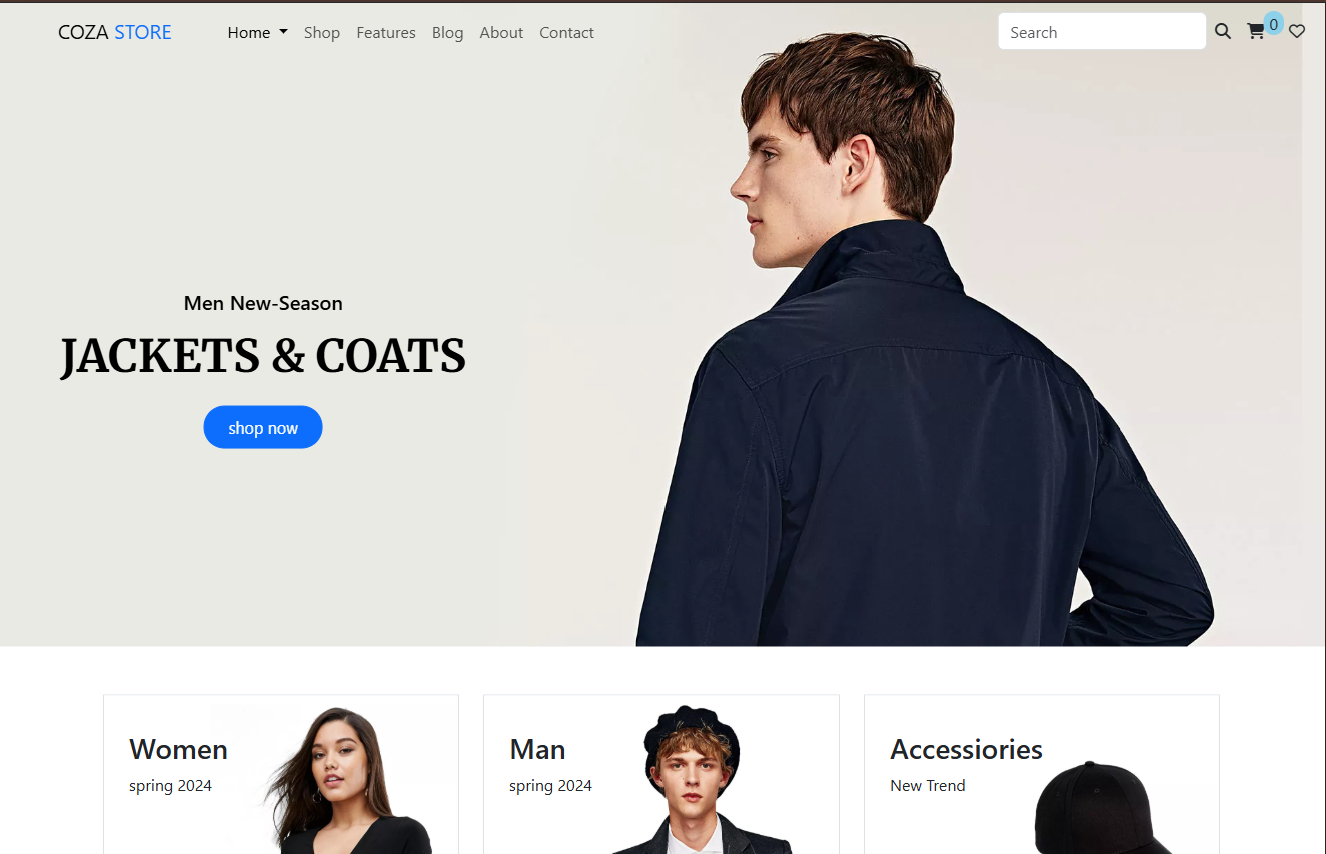 COZA STORE Home Shop Features Blog About Contact Search 0
Men New-Season
JACKETS & COATS
shop now
Women
spring 2024
Man
spring 2024
Accessiories
New Trend